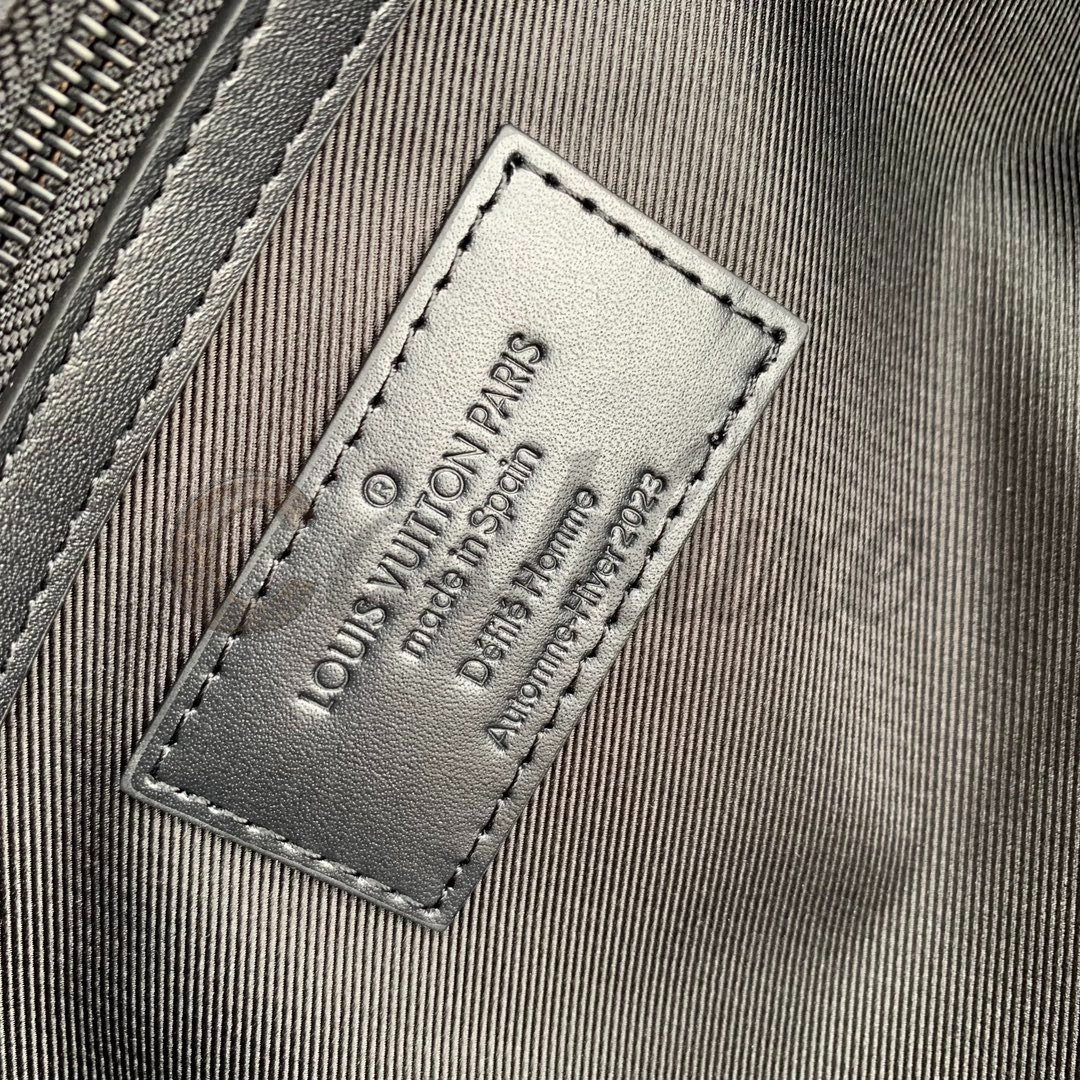 ®
LOUIS VUITTON PARIS
made in Spain
Défilé Homme
Automne-Hiver 2023